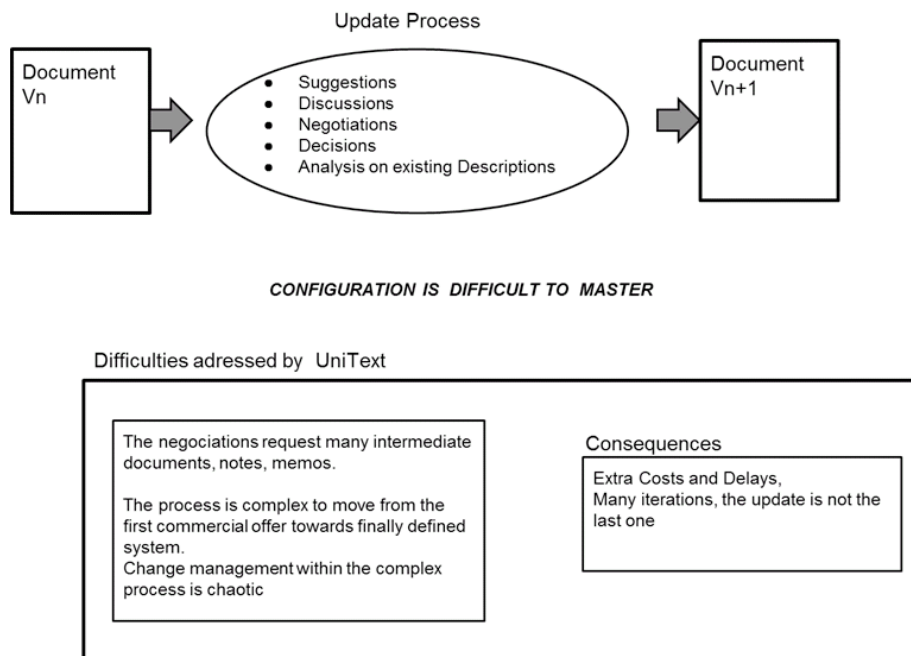 Update Process
Document
Vn
● Suggestions
● Discussions
● Negotiations
● Decisions
● Analysis on existing Descriptions
Document
Vn+1
CONFIGURATION IS DIFFICULT TO MASTER
Difficulties adressed by UniText
The negociations request many intermediate
documents, notes, memos.
The process is complex to move from the
first commercial offer towards finally defined
system.
Change management within the complex
process is chaotic
Consequences
Extra Costs and Delays,
Many iterations, the update is not the
last one